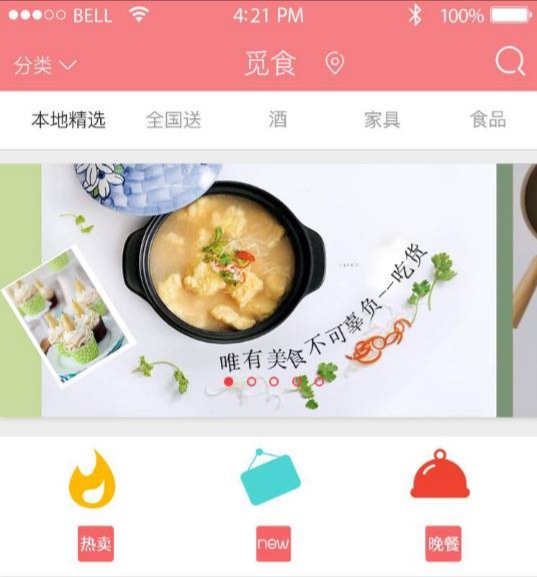 BELL 4:21 PM 100%
分类 觅食
本地精选 全国送 酒 家具 食品
唯有美食不可辜负--吃货
热卖 new 晚餐